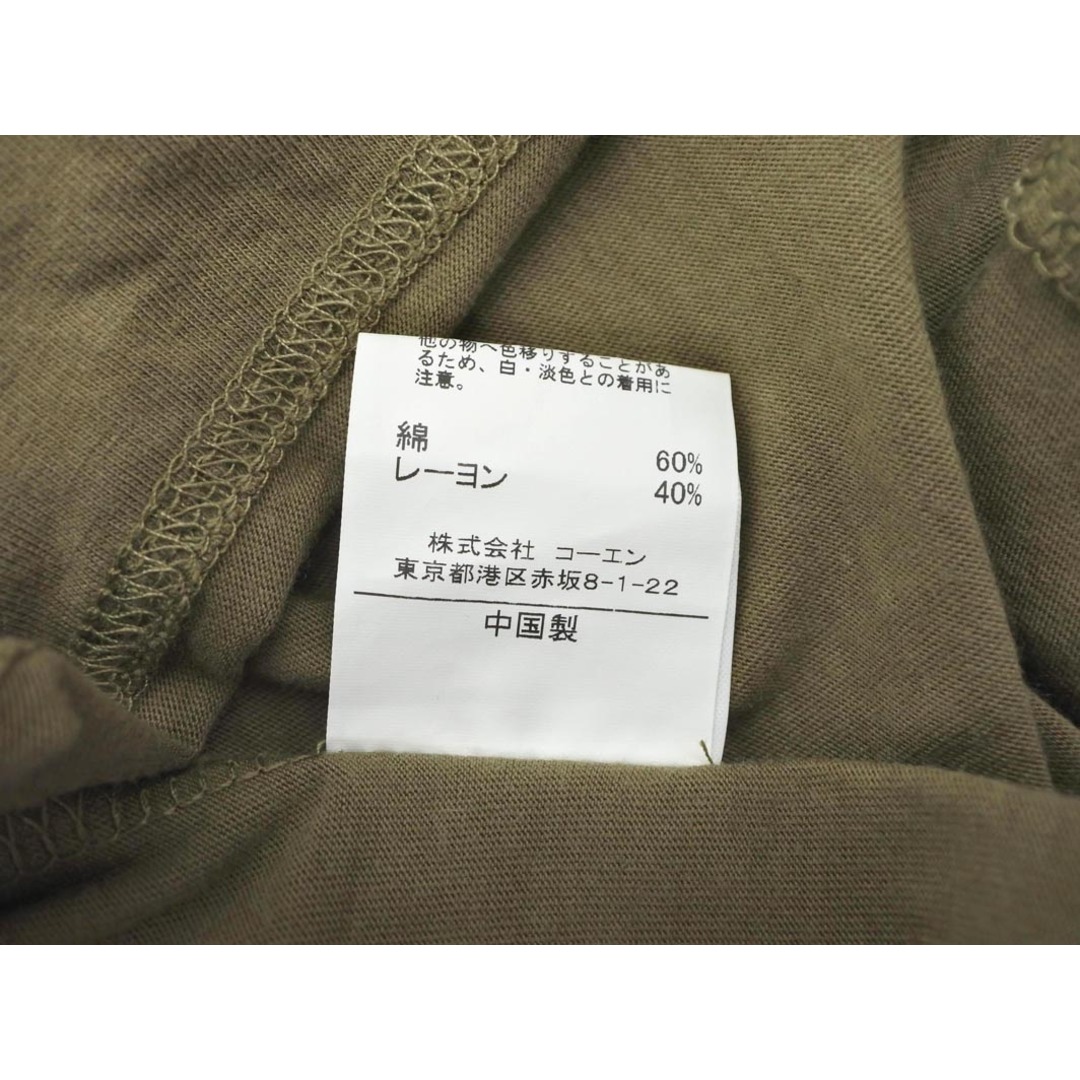 他の物へ色移りすることがあ
るため、白・淡色との着用に
注意。
綿 60%
レーヨン 40%
株式会社 コーエン
東京都港区赤坂8-1-22
中国製